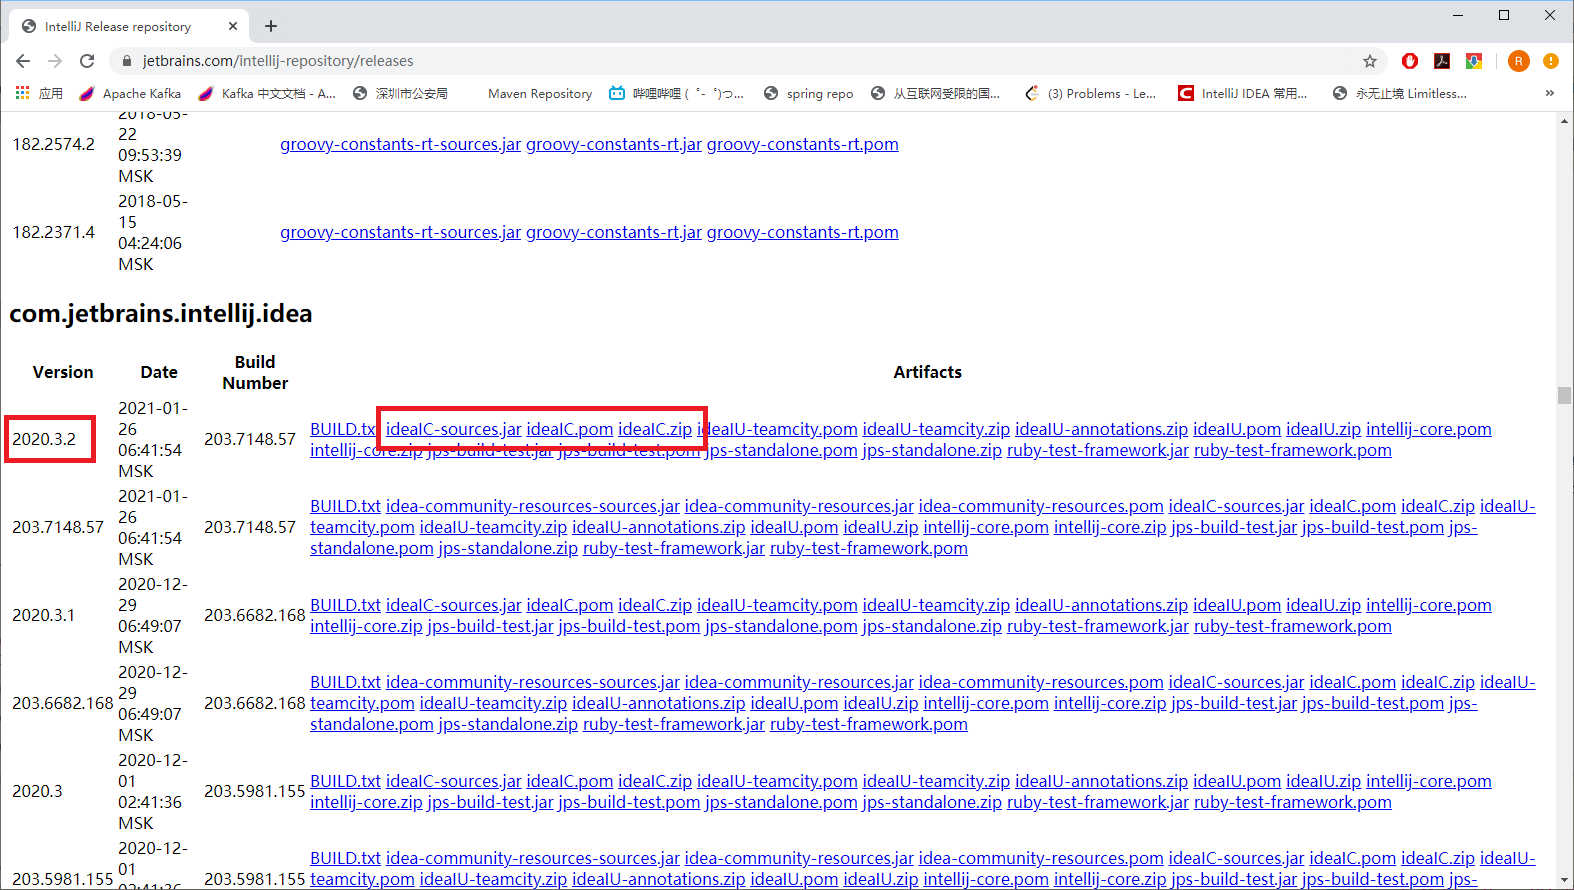 IntelliJ Release repository
jetbrains.com/intellij-repository/releases
R
应用 Apache Kafka Kafka 中文文档 - A... 深圳市公安局 Maven Repository 哔哩哔哩 ( ゜- ゜)つ... spring repo 从互联网受限的国... (3) Problems - Le... IntelliJ IDEA 常用... 永无止境 Limitless... »
182.2574.2 2018-05-22 09:53:39 MSK groovy-constants-rt-sources.jar groovy-constants-rt.jar groovy-constants-rt.pom
182.2371.4 2018-05-15 04:24:06 MSK groovy-constants-rt-sources.jar groovy-constants-rt.jar groovy-constants-rt.pom
com.jetbrains.intellij.idea
Version Date Build Number Artifacts
2020.3.2 2021-01-26 06:41:54 MSK 203.7148.57 BUILD.txt ideaIC-sources.jar ideaIC.pom ideaIC.zip ideaIU-teamcity.pom ideaIU-teamcity.zip ideaIU-annotations.zip ideaIU.pom ideaIU.zip intellij-core.pom
intellij-core.zip jps-build-test.jar jps-build-test.pom jps-standalone.pom jps-standalone.zip ruby-test-framework.jar ruby-test-framework.pom
203.7148.57 2021-01-26 06:41:54 MSK 203.7148.57 BUILD.txt idea-community-resources-sources.jar idea-community-resources.jar idea-community-resources.pom ideaIC-sources.jar ideaIC.pom ideaIC.zip ideaIU-
teamcity.pom ideaIU-teamcity.zip ideaIU-annotations.zip ideaIU.pom ideaIU.zip intellij-core.pom intellij-core.zip jps-build-test.jar jps-build-test.pom jps-
standalone.pom jps-standalone.zip ruby-test-framework.jar ruby-test-framework.pom
2020.3.1 2020-12-29 06:49:07 MSK 203.6682.168 BUILD.txt ideaIC-sources.jar ideaIC.pom ideaIC.zip ideaIU-teamcity.pom ideaIU-teamcity.zip ideaIU-annotations.zip ideaIU.pom ideaIU.zip intellij-core.pom
intellij-core.zip jps-build-test.jar jps-build-test.pom jps-standalone.pom jps-standalone.zip ruby-test-framework.jar ruby-test-framework.pom
203.6682.168 2020-12-29 06:49:07 MSK 203.6682.168 BUILD.txt idea-community-resources-sources.jar idea-community-resources.jar idea-community-resources.pom ideaIC-sources.jar ideaIC.pom ideaIC.zip ideaIU-
teamcity.pom ideaIU-teamcity.zip ideaIU-annotations.zip ideaIU.pom ideaIU.zip intellij-core.pom intellij-core.zip jps-build-test.jar jps-build-test.pom jps-
standalone.pom jps-standalone.zip ruby-test-framework.jar ruby-test-framework.pom
2020.3 2020-12-01 02:41:36 MSK 203.5981.155 BUILD.txt ideaIC-sources.jar ideaIC.pom ideaIC.zip ideaIU-teamcity.pom ideaIU-teamcity.zip ideaIU-annotations.zip ideaIU.pom ideaIU.zip intellij-core.pom
intellij-core.zip jps-build-test.jar jps-build-test.pom jps-standalone.pom jps-standalone.zip ruby-test-framework.jar ruby-test-framework.pom
203.5981.155 2020-12-01 02:41:36 203.5981.155 BUILD.txt idea-community-resources-sources.jar idea-community-resources.jar idea-community-resources.pom ideaIC-sources.jar ideaIC.pom ideaIC.zip ideaIU-
teamcity.pom ideaIU-teamcity.zip ideaIU-annotations.zip ideaIU.pom ideaIU.zip intellij-core.pom intellij-core.zip jps-build-test.jar jps-build-test.pom jps-